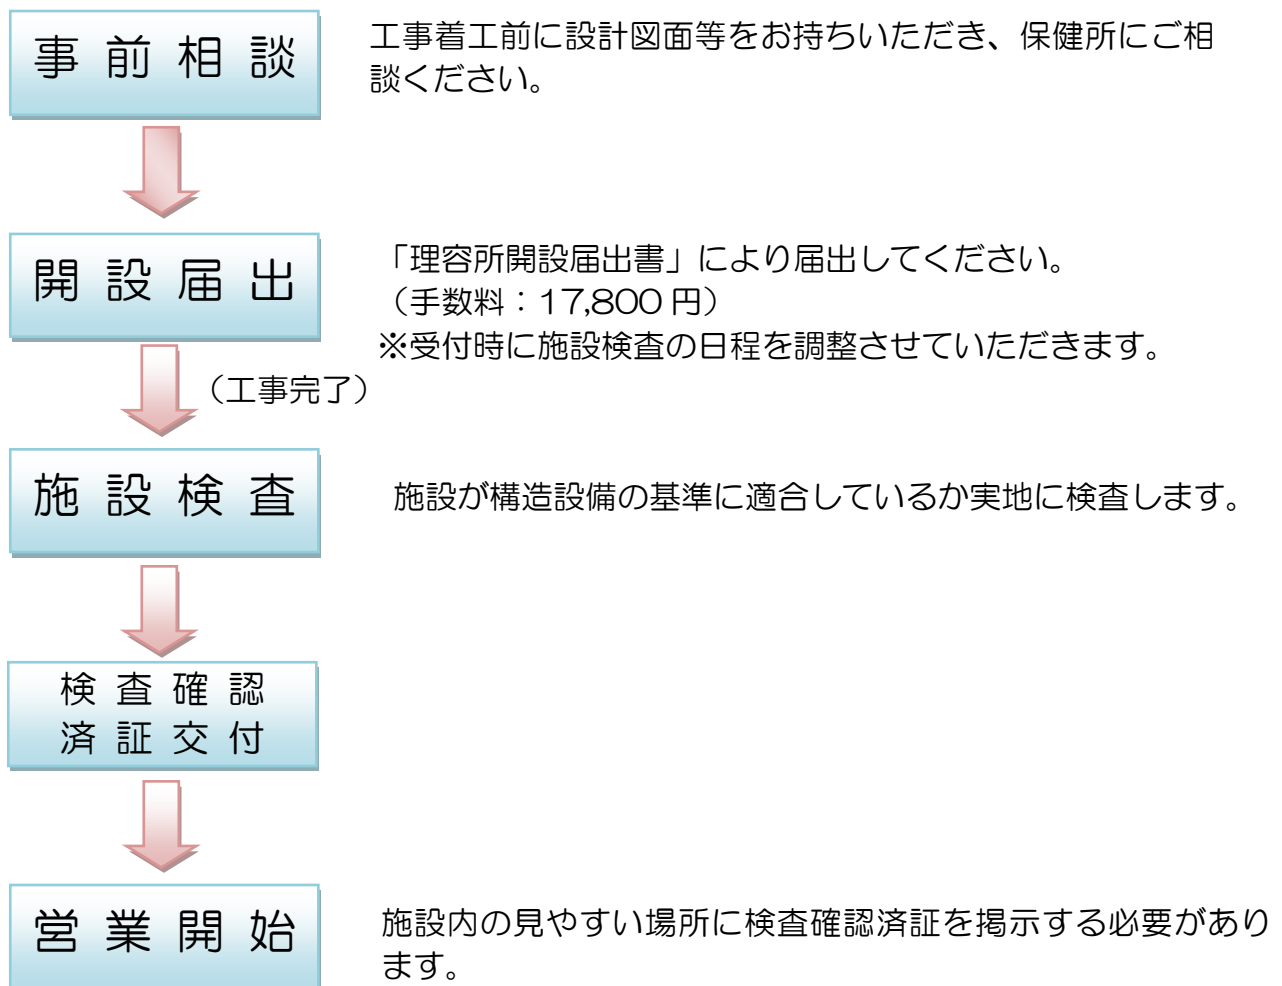 事前相談
工事着工前に設計図面等をお持ちいただき、保健所にご相
談ください。
開設届出
「理容所開設届出書」により届出してください。
（手数料：17,800円）
※受付時に施設検査の日程を調整させていただきます。
（工事完了）
施設検査
施設が構造設備の基準に適合しているか実地に検査します。
検査確認
済証交付
営業開始
施設内の見やすい場所に検査確認済証を掲示する必要があり
ます。